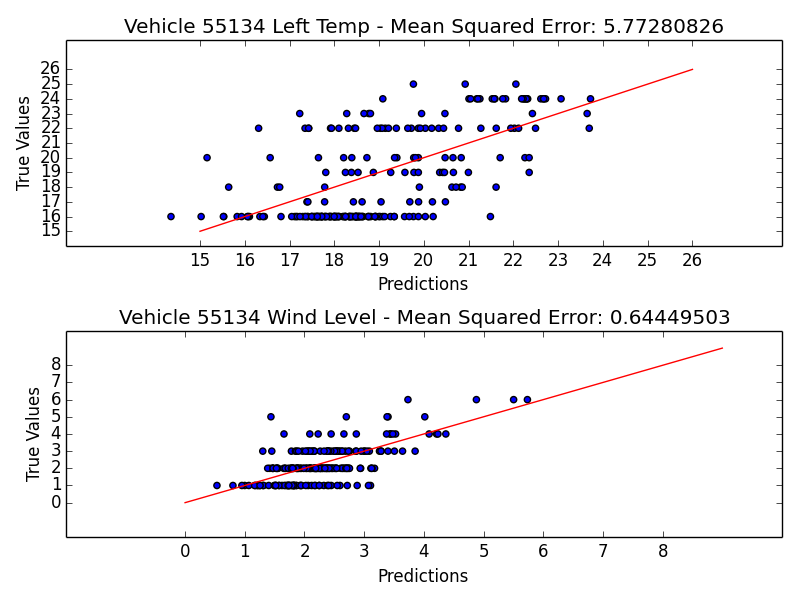 Vehicle 55134 Left Temp - Mean Squared Error: 5.77280826
26
25
24
23
22
20
19
18
17
16
15
True Values
15 16 17 18 19 20 21 22 23 24 25 26
Predictions
Vehicle 55134 Wind Level - Mean Squared Error: 0.64449503
8
7
6
5
4
3
2
1
0
True Values
0 1 2 3 4 5 6 7 8
Predictions